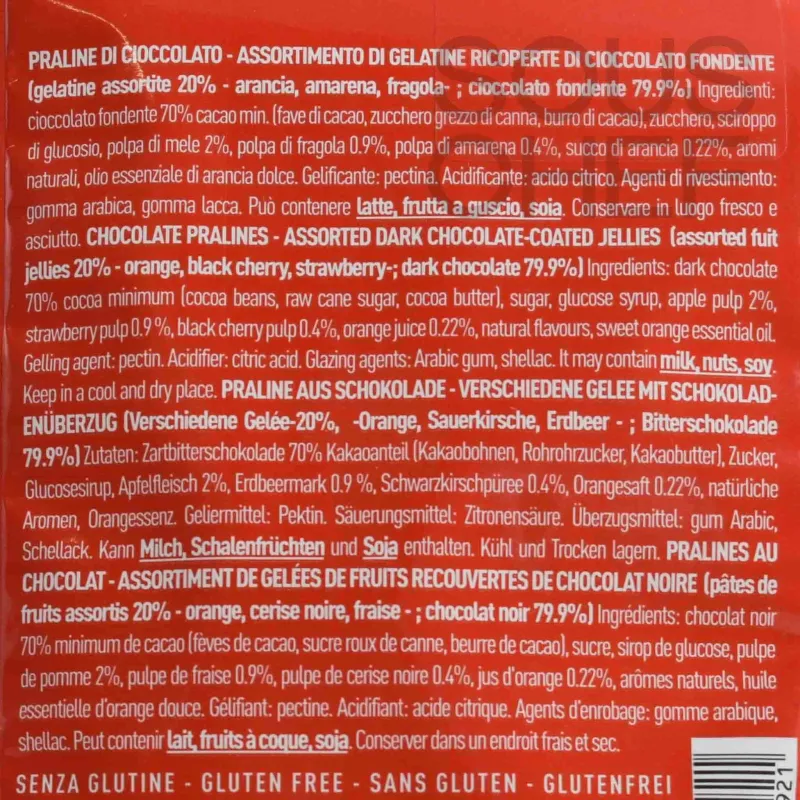 PRALINE DI CIOCCOLATO - ASSORTIMENTO DI GELATINE RICOPERTE DI CIOCCOLATO FONDENTE
(gelatine assortite 20% - arancia, amarena, fragola- ; cioccolato fondente 79.9%) Ingredienti:
cioccolato fondente 70% cacao min. (fave di cacao, zucchero grezzo di canna, burro di cacao), zucchero, sciroppo
di glucosio, polpa di mele 2%, polpa di fragola 0.9%, polpa di amarena 0.4%, succo di arancia 0.22%, aromi
naturali, olio essenziale di arancia dolce. Gelificante: pectina. Acidificante: acido citrico. Agenti di rivestimento:
gomma arabica, gomma lacca. Può contenere latte, frutta a guscio, soia. Conservare in luogo fresco e
asciutto. CHOCOLATE PRALINES - ASSORTED DARK CHOCOLATE-COATED JELLIES (assorted fuit
jellies 20% - orange, black cherry, strawberry-; dark chocolate 79.9%) Ingredients: dark chocolate
70% cocoa minimum (cocoa beans, raw cane sugar, cocoa butter), sugar, glucose syrup, apple pulp 2%,
strawberry pulp 0.9 %, black cherry pulp 0.4%, orange juice 0.22%, natural flavours, sweet orange essential oil.
Gelling agent: pectin. Acidifier: citric acid. Glazing agents: Arabic gum, shellac. It may contain milk, nuts, soy.
Keep in a cool and dry place. PRALINE AUS SCHOKOLADE - VERSCHIEDENE GELEE MIT SCHOKOLAD-
ENÜBERZUG (Verschiedene Gelée-20%, -Orange, Sauerkirsche, Erdbeer - ; Bitterschokolade
79.9%) Zutaten: Zartbitterschokolade 70% Kakaoanteil (Kakaobohnen, Rohrohrzucker, Kakaobutter), Zucker,
Glucosesirup, Apfelfleisch 2%, Erdbeermark 0.9 %, Schwarzkirschpüree 0.4%, Orangesaft 0.22%, natürliche
Aromen, Orangessenz. Geliermittel: Pektin. Säuerungsmittel: Zitronensäure. Überzugsmittel: gum Arabic,
Schellack. Kann Milch, Schalenfrüchten und Soja enthalten. Kühl und Trocken lagern. PRALINES AU
CHOCOLAT - ASSORTIMENT DE GELÉES DE FRUITS RECOUVERTES DE CHOCOLAT NOIRE (pâtes de
fruits assortis 20% - orange, cerise noire, fraise - ; chocolat noir 79.9%) Ingrédients: chocolat noir
70% minimum de cacao (fèves de cacao, sucre roux de canne, beurre de cacao), sucre, sirop de glucose, pulpe
de pomme 2%, pulpe de fraise 0.9%, pulpe de cerise noire 0.4%, jus d'orange 0.22%, arômes naturels, huile
essentielle d'orange douce. Gélifiant: pectine. Acidifiant: acide citrique. Agents d'enrobage: gomme arabique,
shellac. Peut contenir lait, fruits à coque, soja. Conserver dans un endroit frais et sec.
SENZA GLUTINE - GLUTEN FREE - SANS GLUTEN - GLUTENFREI
SOUS
CHEF
921